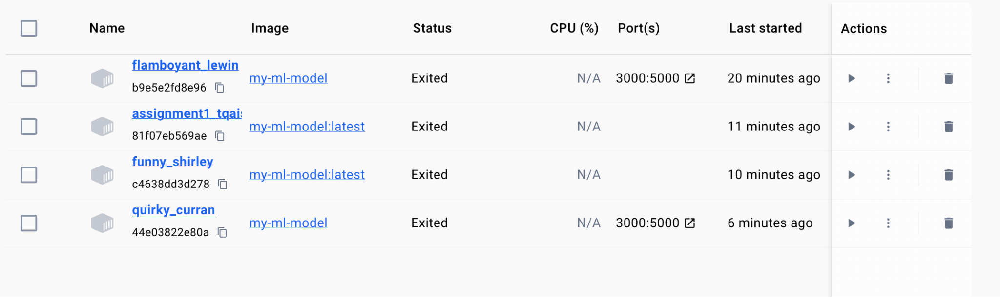 Name Image Status CPU (%) Port(s) Last started Actions
flamboyant_lewin
b9e5e2fd8e96
my-ml-model Exited N/A 3000:5000 20 minutes ago
assignment1_tqai
81f07eb569ae
my-ml-model:latest Exited N/A 11 minutes ago
funny_shirley
c4638dd3d278
my-ml-model:latest Exited N/A 10 minutes ago
quirky_curran
44e03822e80a
my-ml-model Exited N/A 3000:5000 6 minutes ago